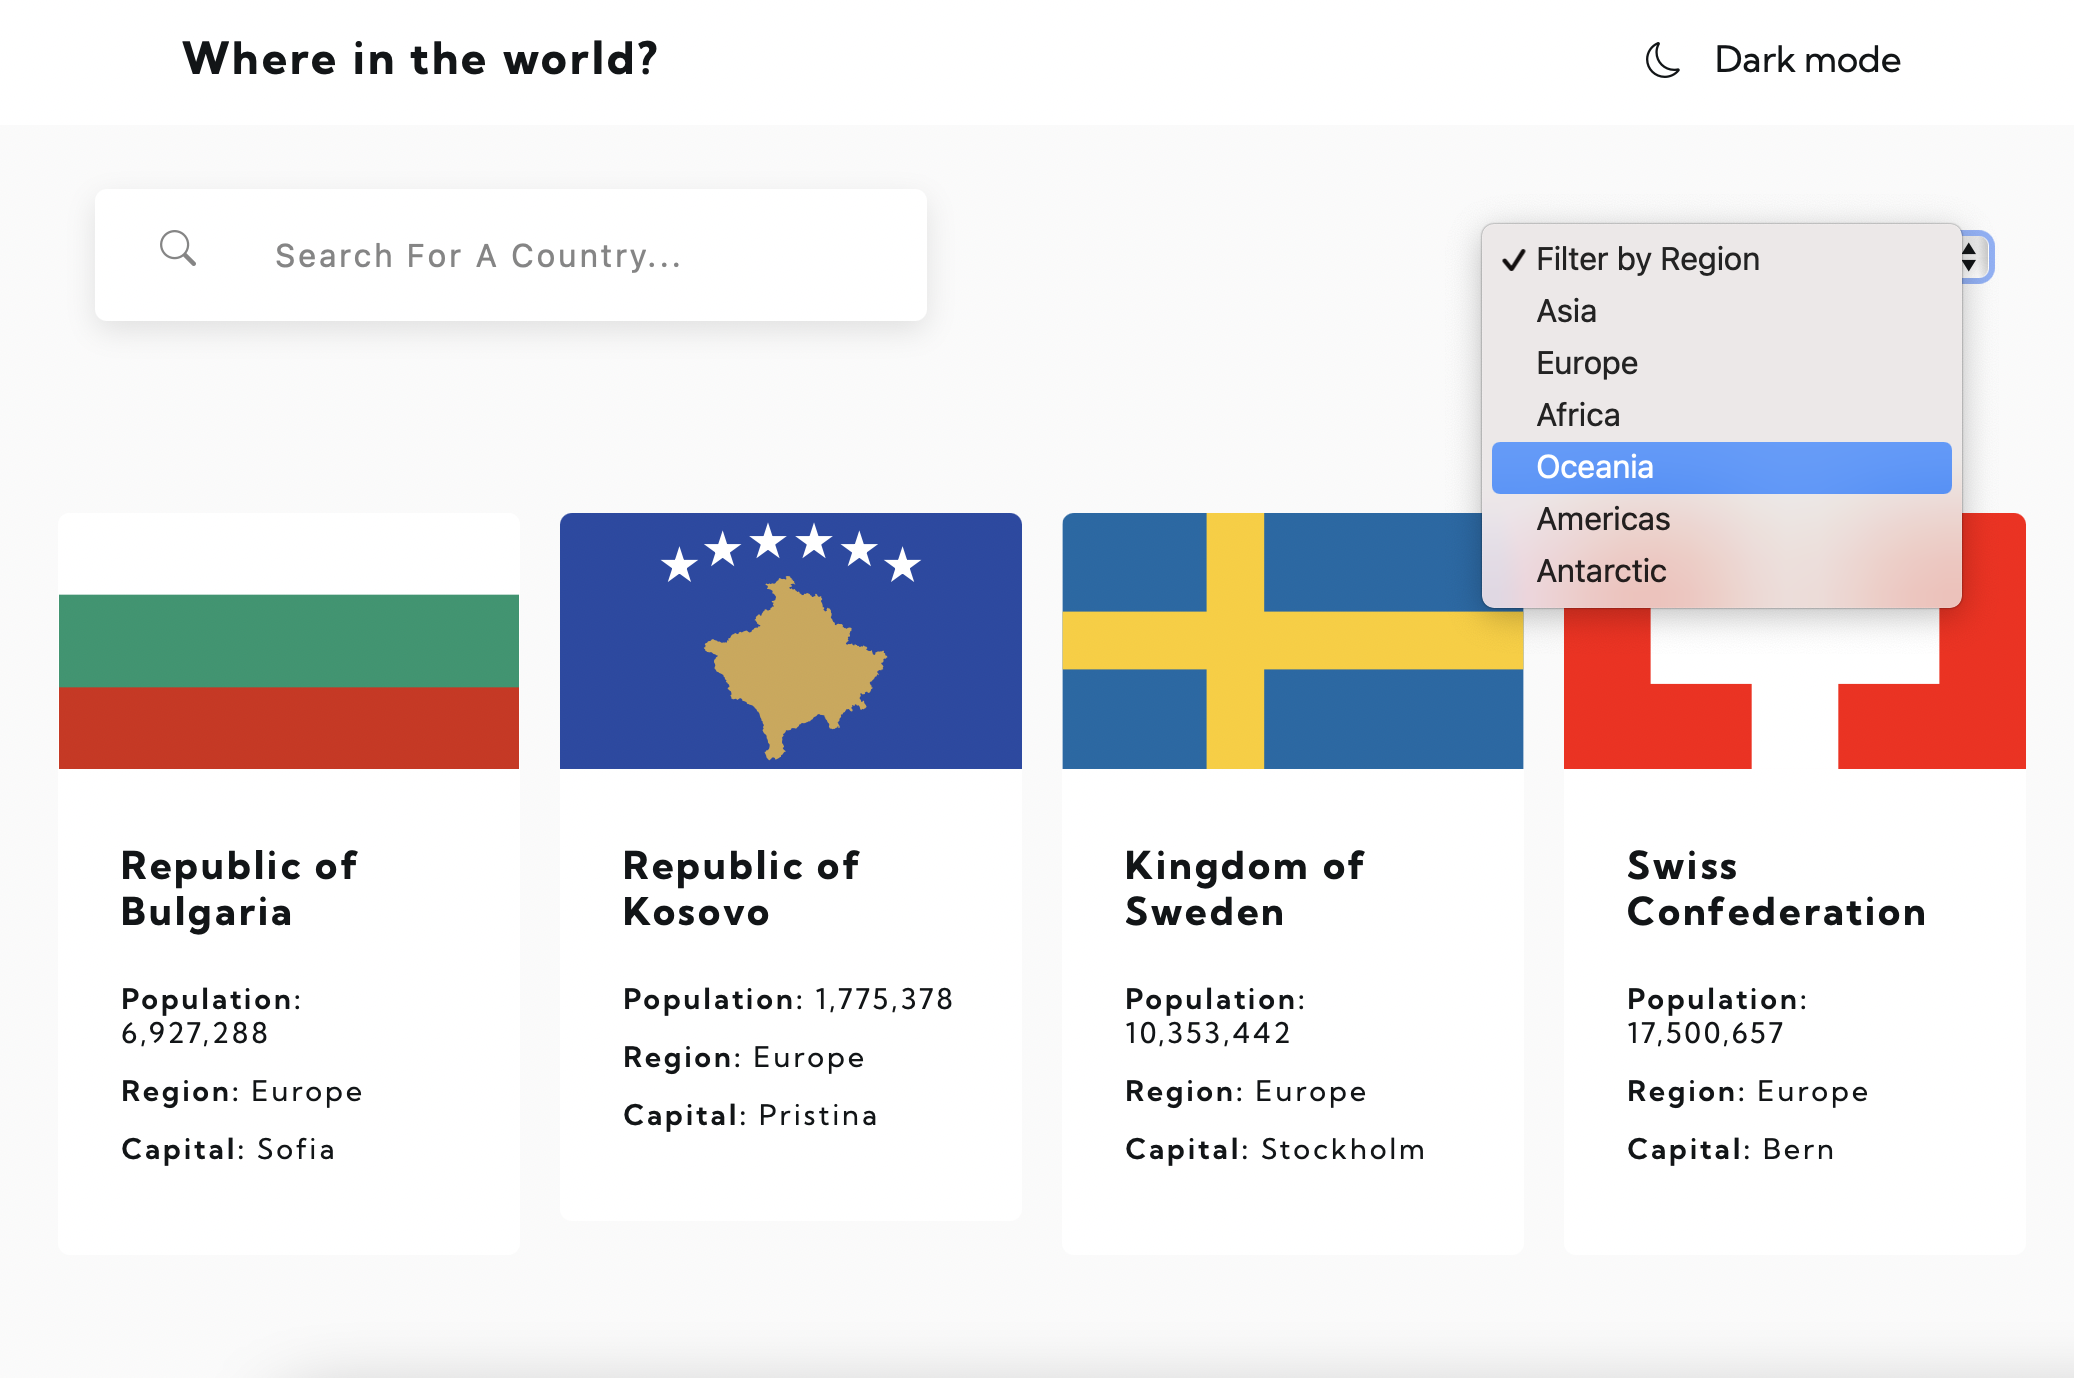 Where in the world?
Dark mode
Search For A Country...
Filter by Region
Asia
Europe
Africa
Oceania
Americas
Antarctic
Republic of
Bulgaria
Population:
6,927,288
Region: Europe
Capital: Sofia
Republic of
Kosovo
Population: 1,775,378
Region: Europe
Capital: Pristina
Kingdom of
Sweden
Population:
10,353,442
Region: Europe
Capital: Stockholm
Swiss
Confederation
Population:
17,500,657
Region: Europe
Capital: Bern